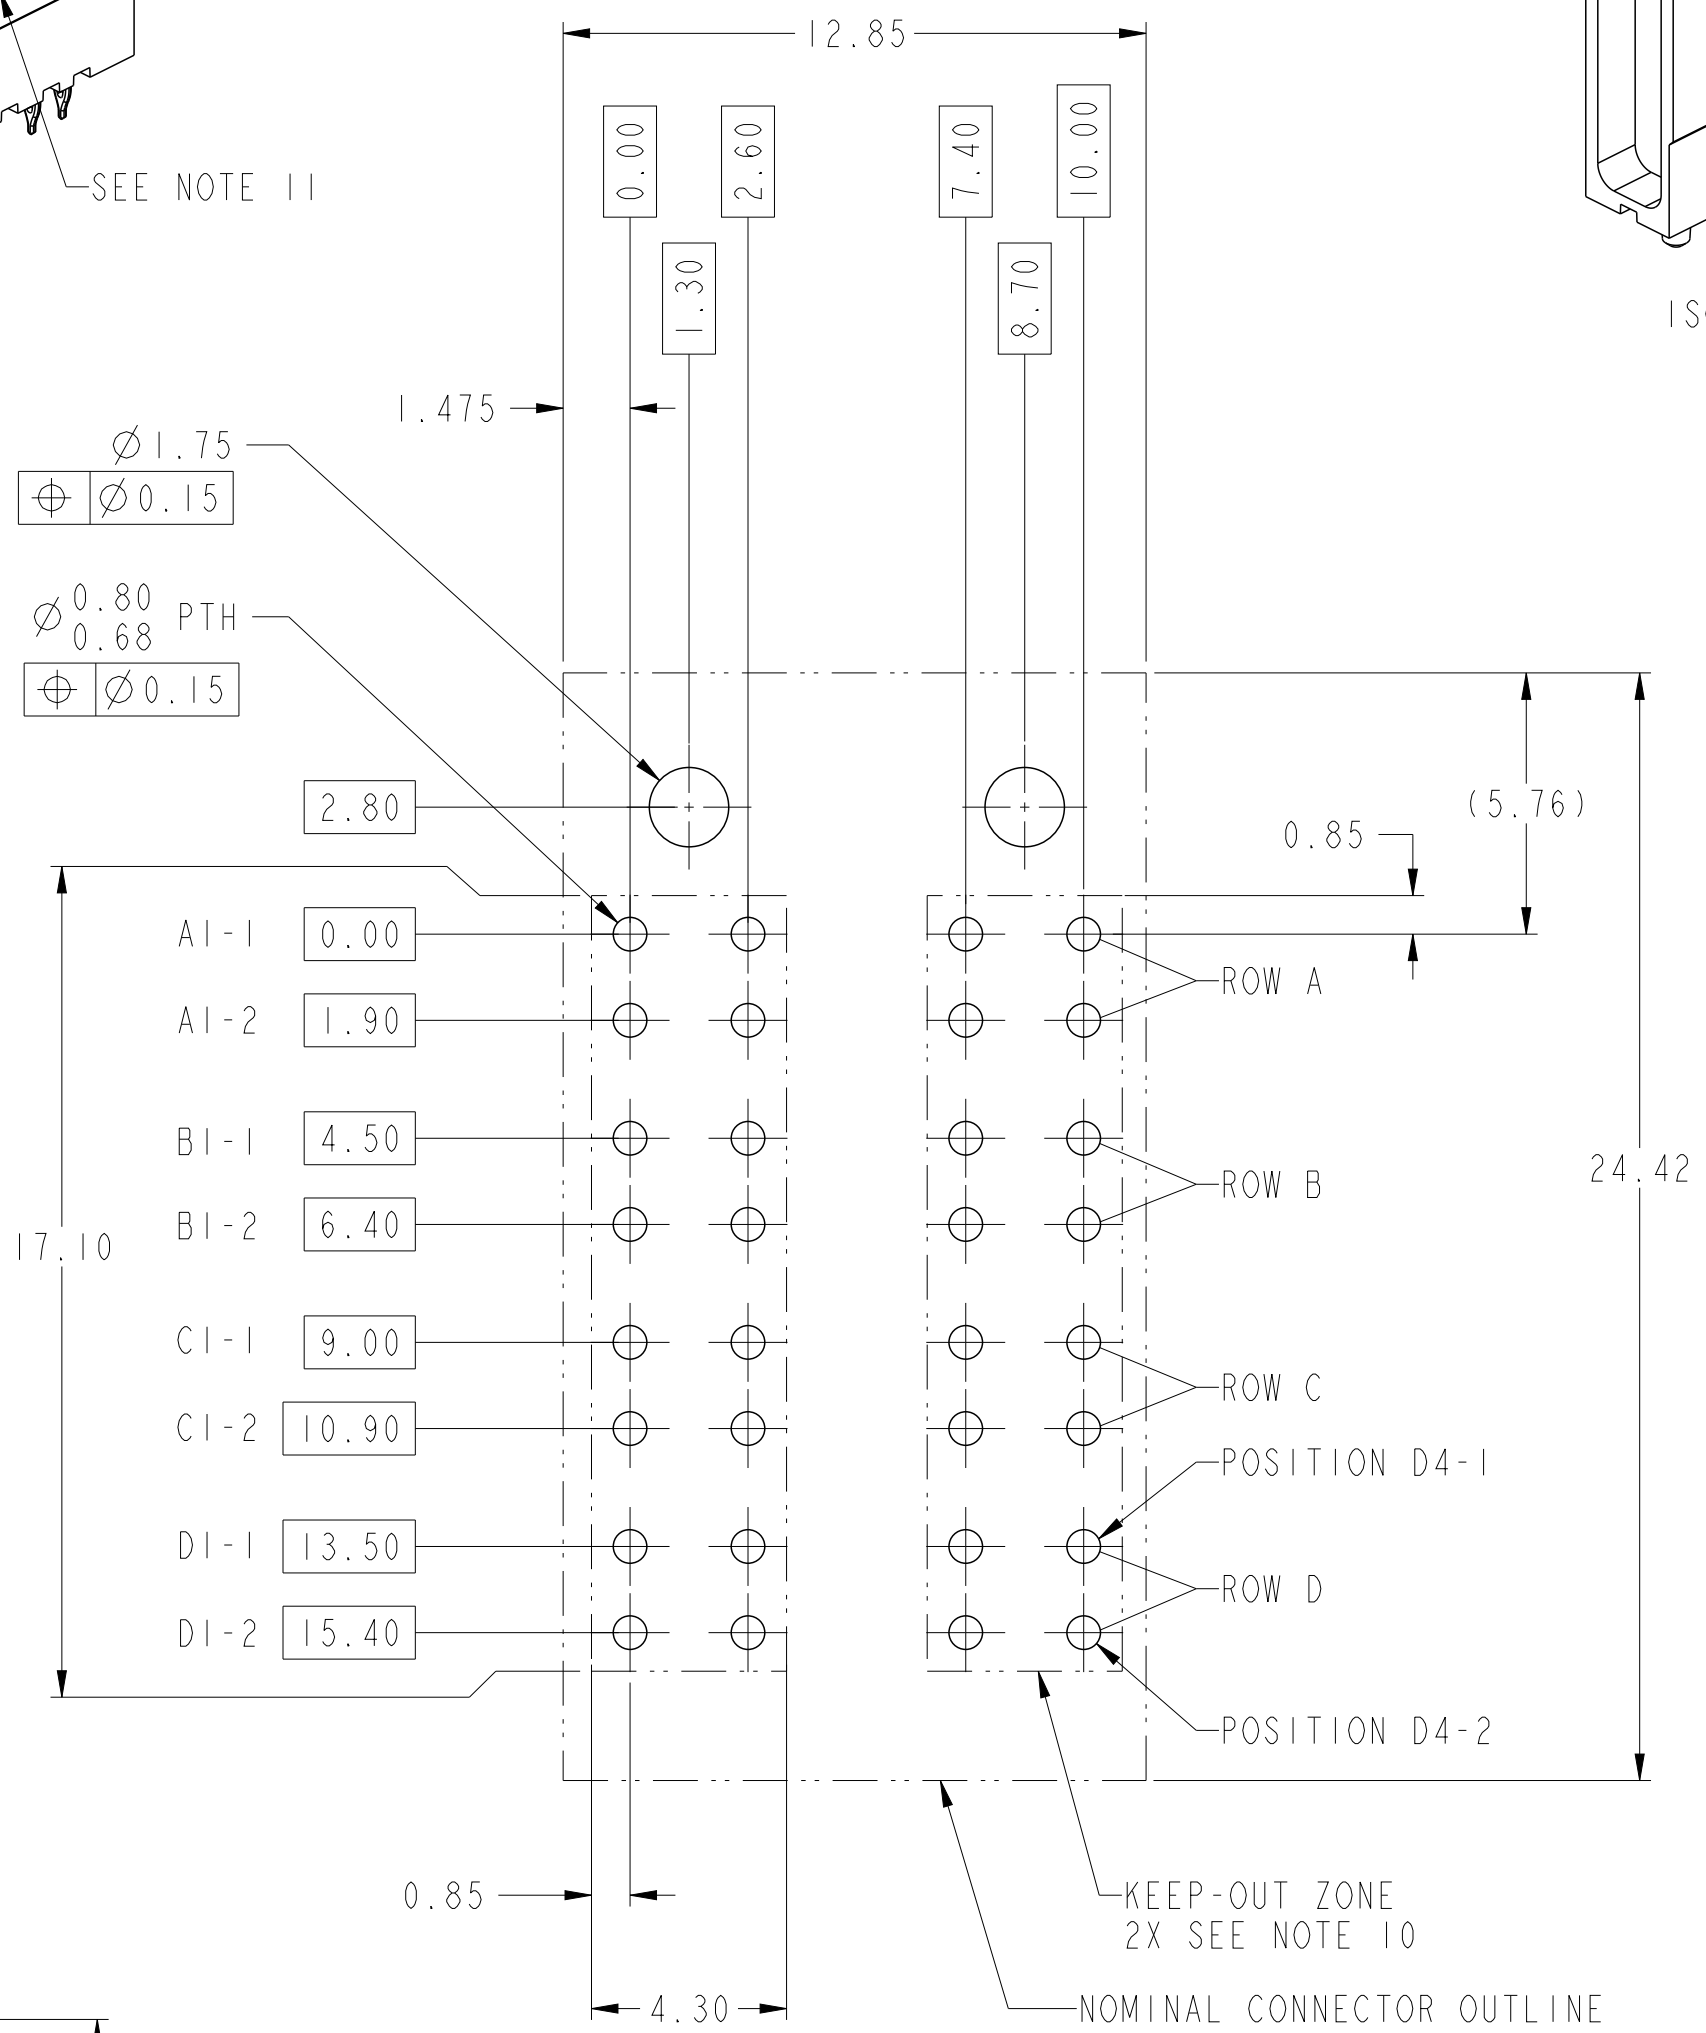 12.85
0.00
2.60
7.40
10.00
SEE NOTE 11
1.30
8.70
1.475
Ø1.75
⌖ Ø0.15
Ø 0.80
0.68 PTH
⌖ Ø0.15
2.80
(5.76)
0.85
A1-1 0.00
ROW A
A1-2 1.90
B1-1 4.50
ROW B
24.42
B1-2 6.40
17.10
C1-1 9.00
ROW C
C1-2 10.90
POSITION D4-1
D1-1 13.50
ROW D
D1-2 15.40
POSITION D4-2
0.85
KEEP-OUT ZONE
2X SEE NOTE 10
4.30
NOMINAL CONNECTOR OUTLINE